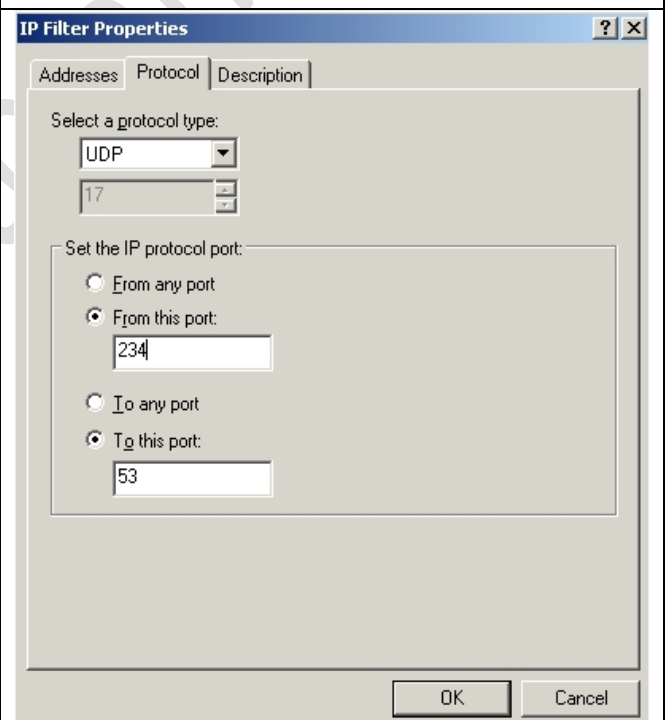 IP Filter Properties
Addresses Protocol Description
Select a protocol type:
UDP
17
Set the IP protocol port:
From any port
From this port:
234
To any port
To this port:
53
OK Cancel